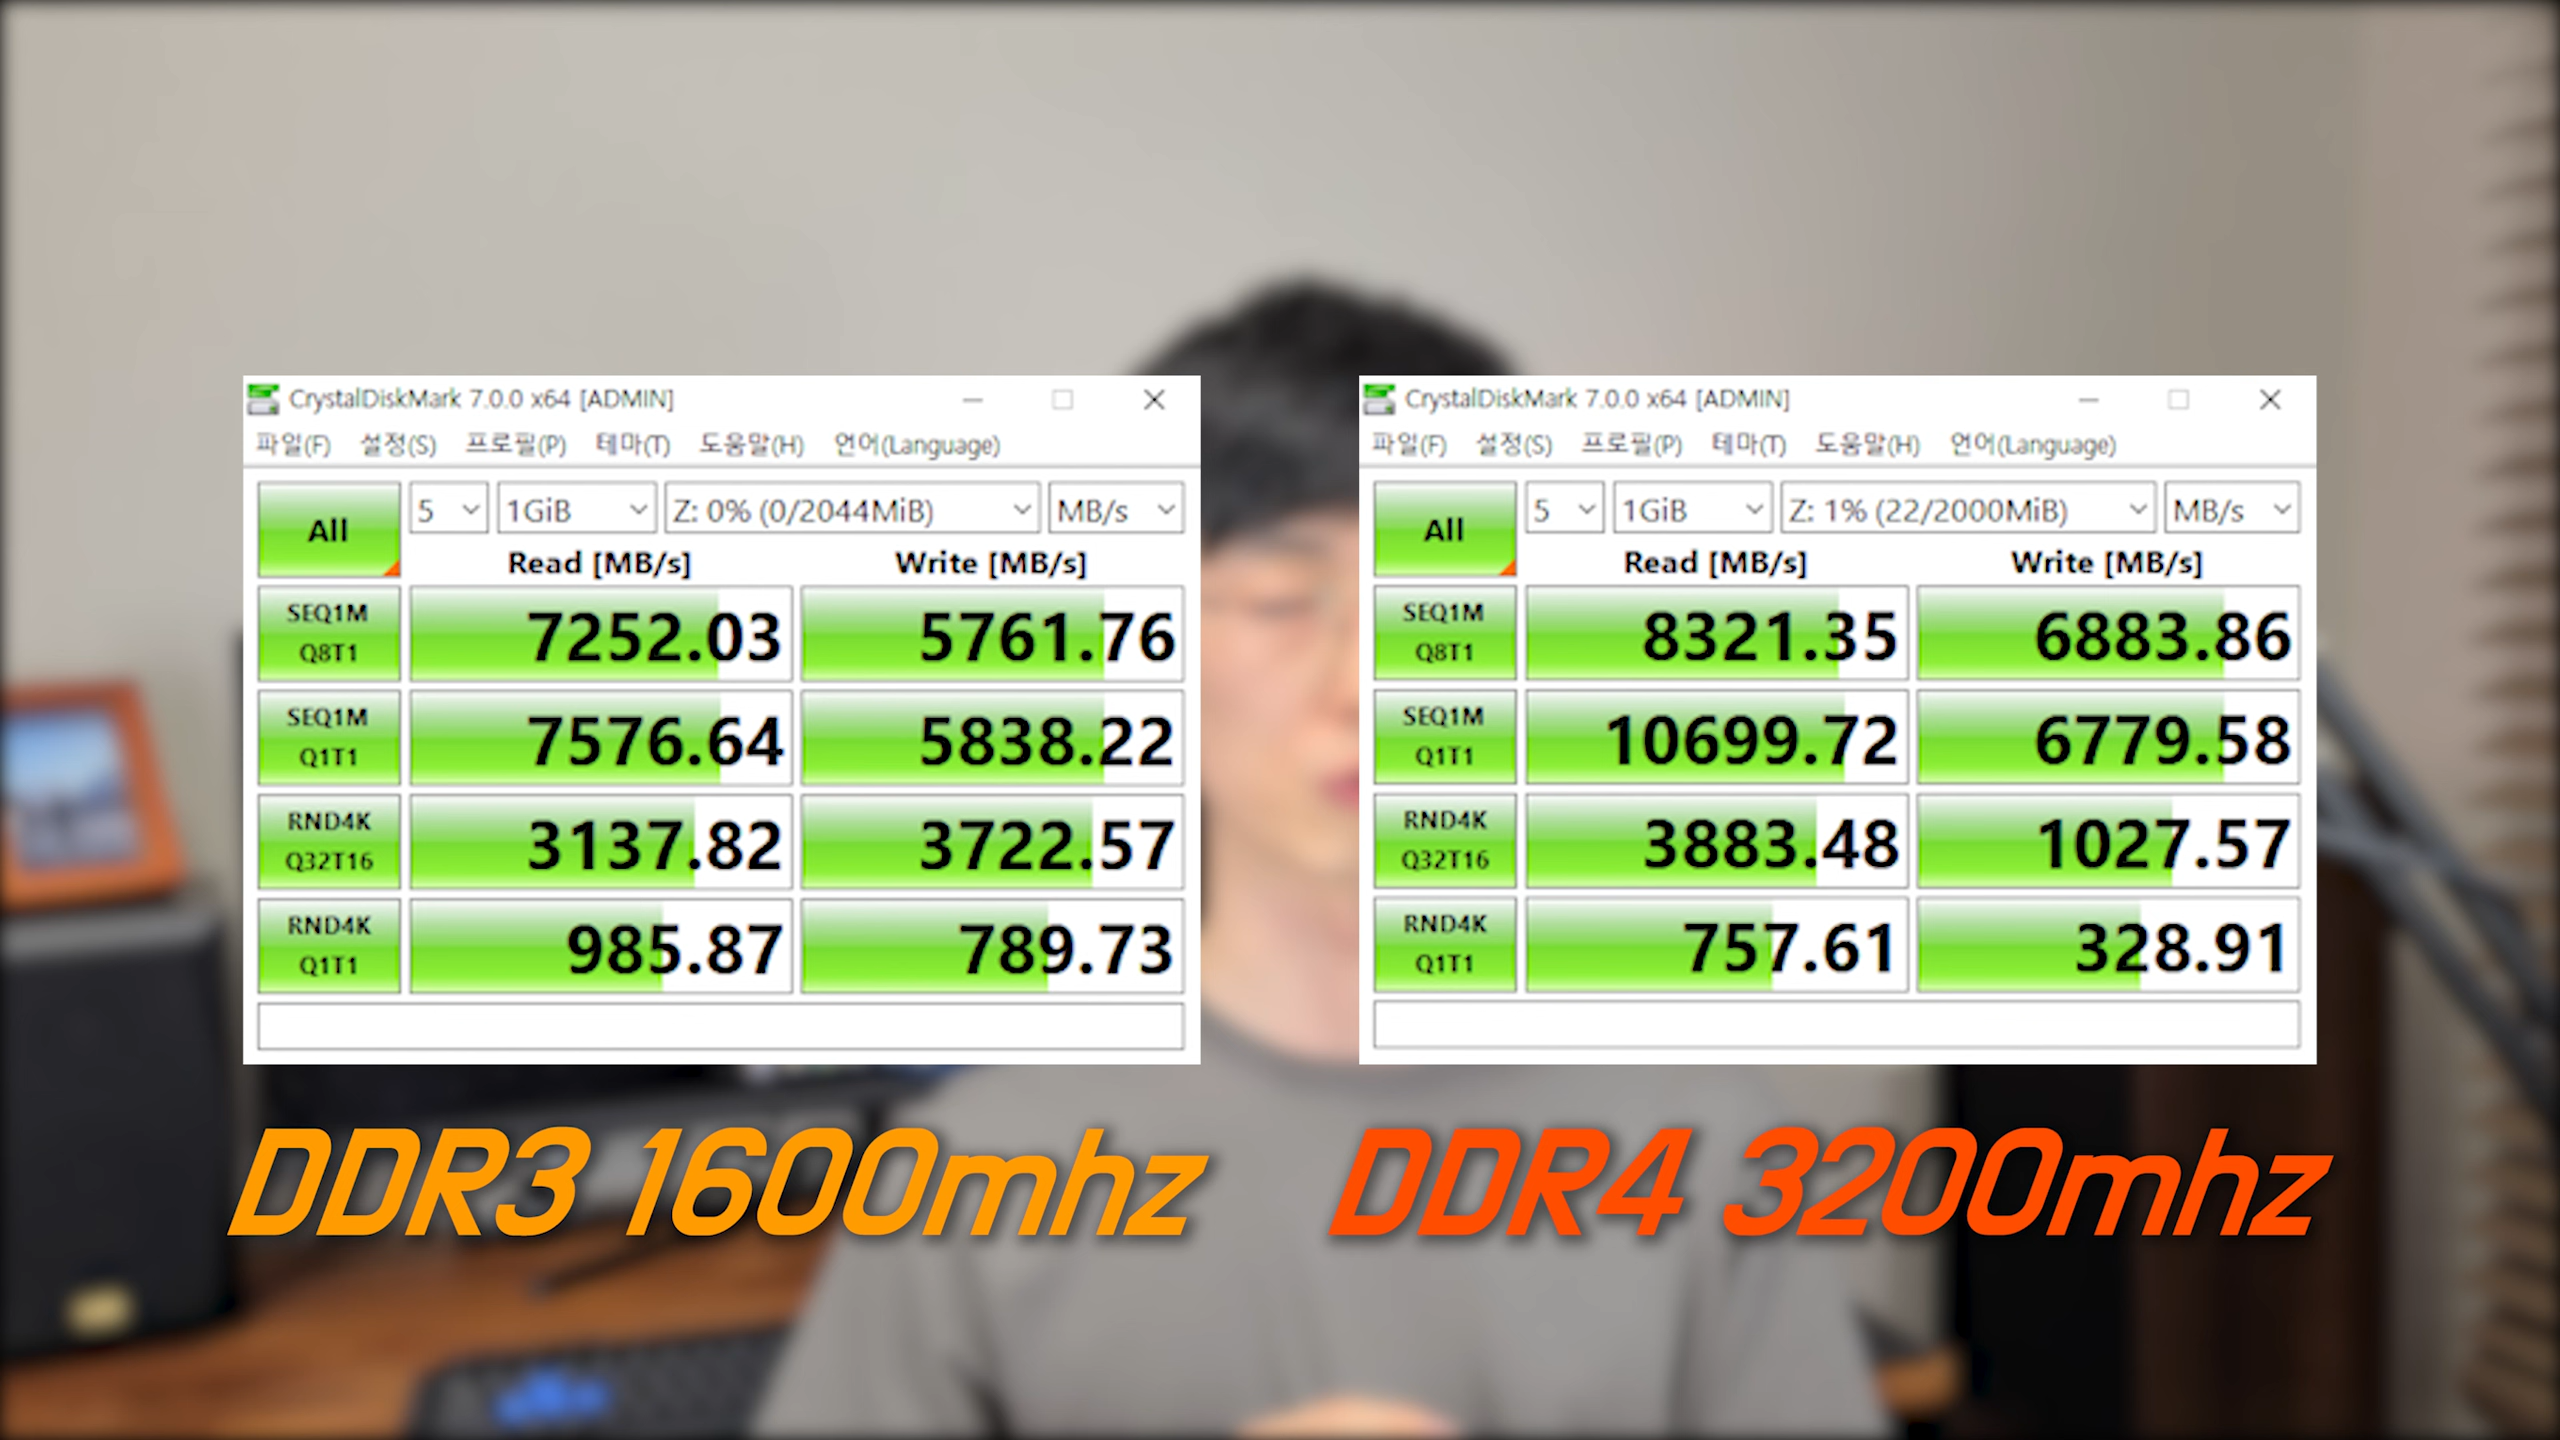 CrystalDiskMark 7.0.0 x64 [ADMIN]
파일(F) 설정(S) 프로필(P) 테마(T) 도움말(H) 언어(Language)
All 5 1GiB Z: 0% (0/2044MiB) MB/s
Read [MB/s] Write [MB/s]
SEQ1M
Q8T1
7252.03 5761.76
SEQ1M
Q1T1
7576.64 5838.22
RND4K
Q32T16
3137.82 3722.57
RND4K
Q1T1
985.87 789.73
DDR3 1600mhz
CrystalDiskMark 7.0.0 x64 [ADMIN]
파일(F) 설정(S) 프로필(P) 테마(T) 도움말(H) 언어(Language)
All 5 1GiB Z: 1% (22/2000MiB) MB/s
Read [MB/s] Write [MB/s]
SEQ1M
Q8T1
8321.35 6883.86
SEQ1M
Q1T1
10699.72 6779.58
RND4K
Q32T16
3883.48 1027.57
RND4K
Q1T1
757.61 328.91
DDR4 3200mhz